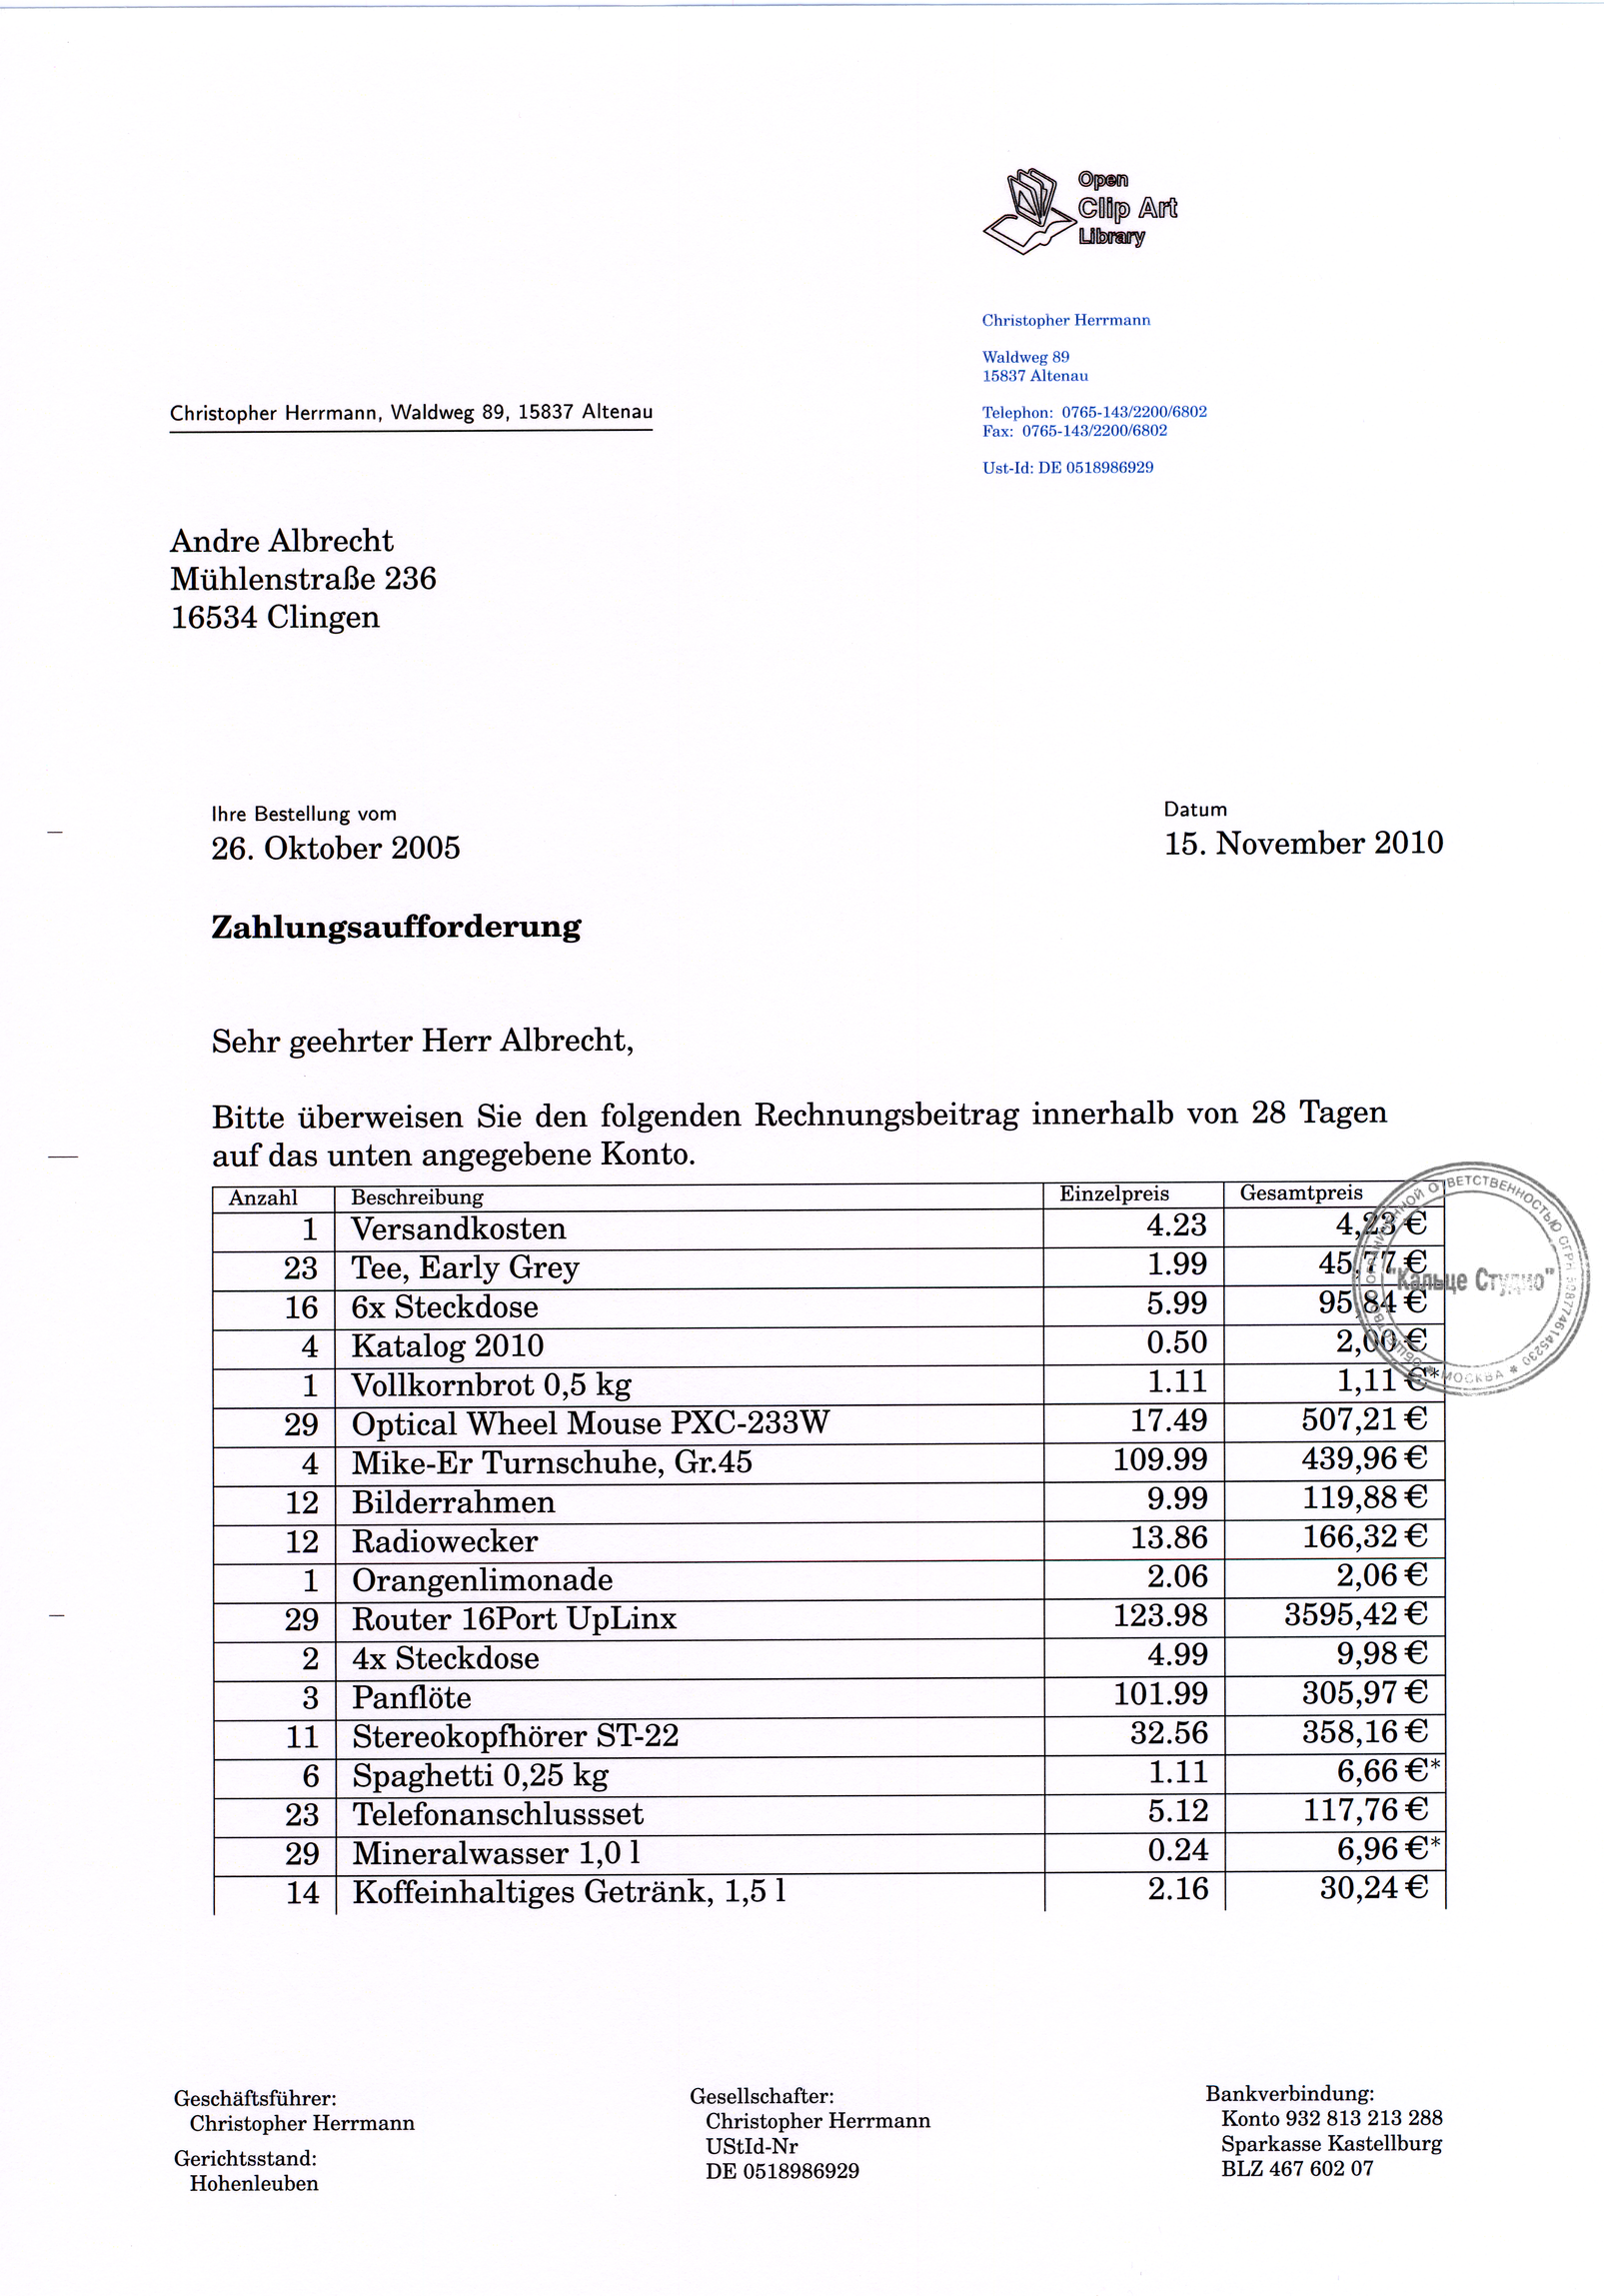 Open
Clip Art
Library
Christopher Herrmann
Waldweg 89
15837 Altenau
Telephon: 0765-143/2200/6802
Fax: 0765-143/2200/6802
Ust-Id: DE 0518986929
Christopher Herrmann, Waldweg 89, 15837 Altenau
Andre Albrecht
Mühlenstraße 236
16534 Clingen
Ihre Bestellung vom
26. Oktober 2005
Datum
15. November 2010
Zahlungsaufforderung
Sehr geehrter Herr Albrecht,
Bitte überweisen Sie den folgenden Rechnungsbeitrag innerhalb von 28 Tagen
auf das unten angegebene Konto.
Anzahl Beschreibung Einzelpreis Gesamtpreis
1 Versandkosten 4.23 4,23 €
23 Tee, Early Grey 1.99 45,77 €
16 6x Steckdose 5.99 95,84 €
4 Katalog 2010 0.50 2,00 €
1 Vollkornbrot 0,5 kg 1.11 1,11 €*
29 Optical Wheel Mouse PXC-233W 17.49 507,21 €
4 Mike-Er Turnschuhe, Gr.45 109.99 439,96 €
12 Bilderrahmen 9.99 119,88 €
12 Radiowecker 13.86 166,32 €
1 Orangenlimonade 2.06 2,06 €
29 Router 16Port UpLinx 123.98 3595,42 €
2 4x Steckdose 4.99 9,98 €
3 Panflöte 101.99 305,97 €
11 Stereokopfhörer ST-22 32.56 358,16 €
6 Spaghetti 0,25 kg 1.11 6,66 €*
23 Telefonanschlussset 5.12 117,76 €
29 Mineralwasser 1,0 l 0.24 6,96 €*
14 Koffeinhaltiges Getränk, 1,5 l 2.16 30,24 €
"Кальце Студио"
ОТВЕТСТВЕННОСТЬЮ ОГРН
* МОСКВА *
Geschäftsführer:
Christopher Herrmann
Gerichtsstand:
Hohenleuben
Gesellschafter:
Christopher Herrmann
UStId-Nr
DE 0518986929
Bankverbindung:
Konto 932 813 213 288
Sparkasse Kastellburg
BLZ 467 602 07